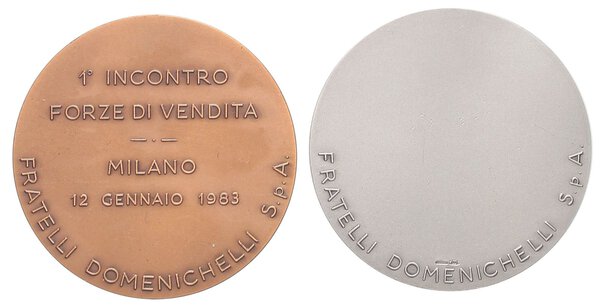 1° INCONTRO
FORZE DI VENDITA
MILANO
12 GENNAIO 1983
FRATELLI DOMENICHELLI S.p.A.
FRATELLI DOMENICHELLI S.p.A.